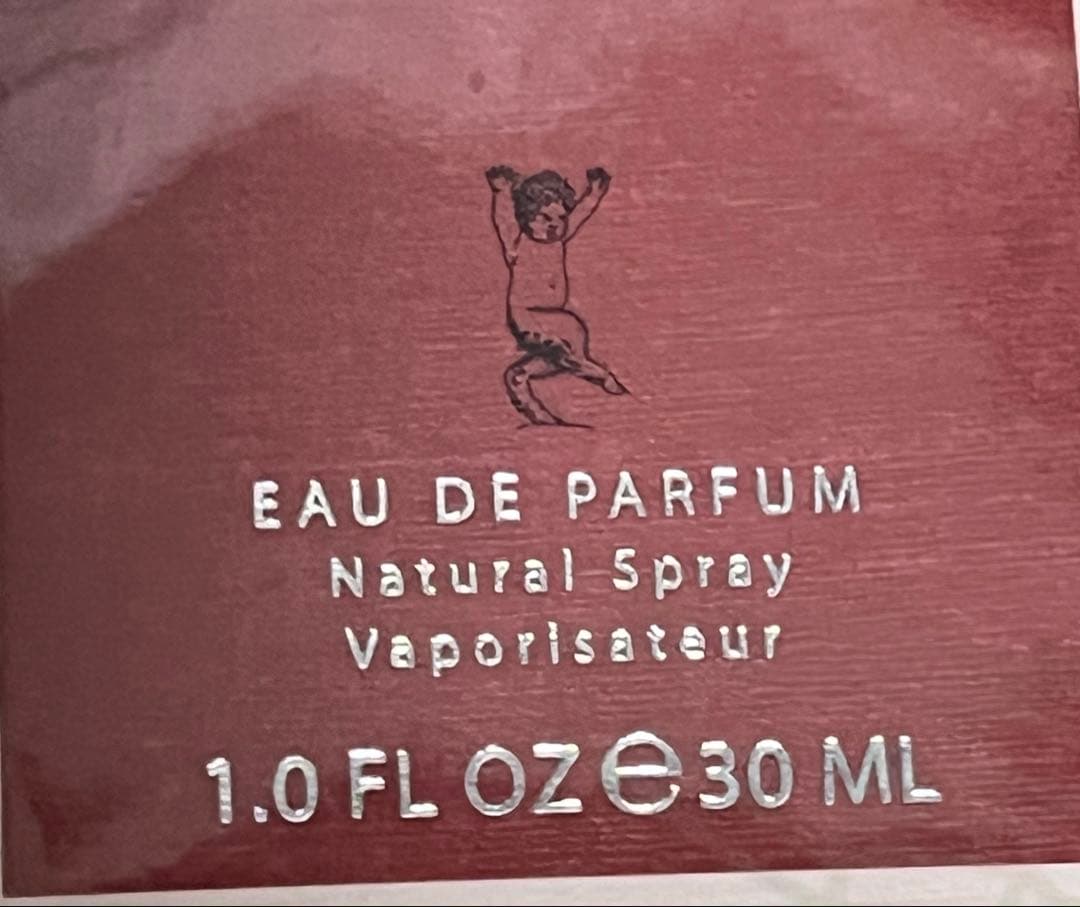 EAU DE PARFUM
Natural Spray
Vaporisateur
1.0 FL OZ ℮ 30 ML